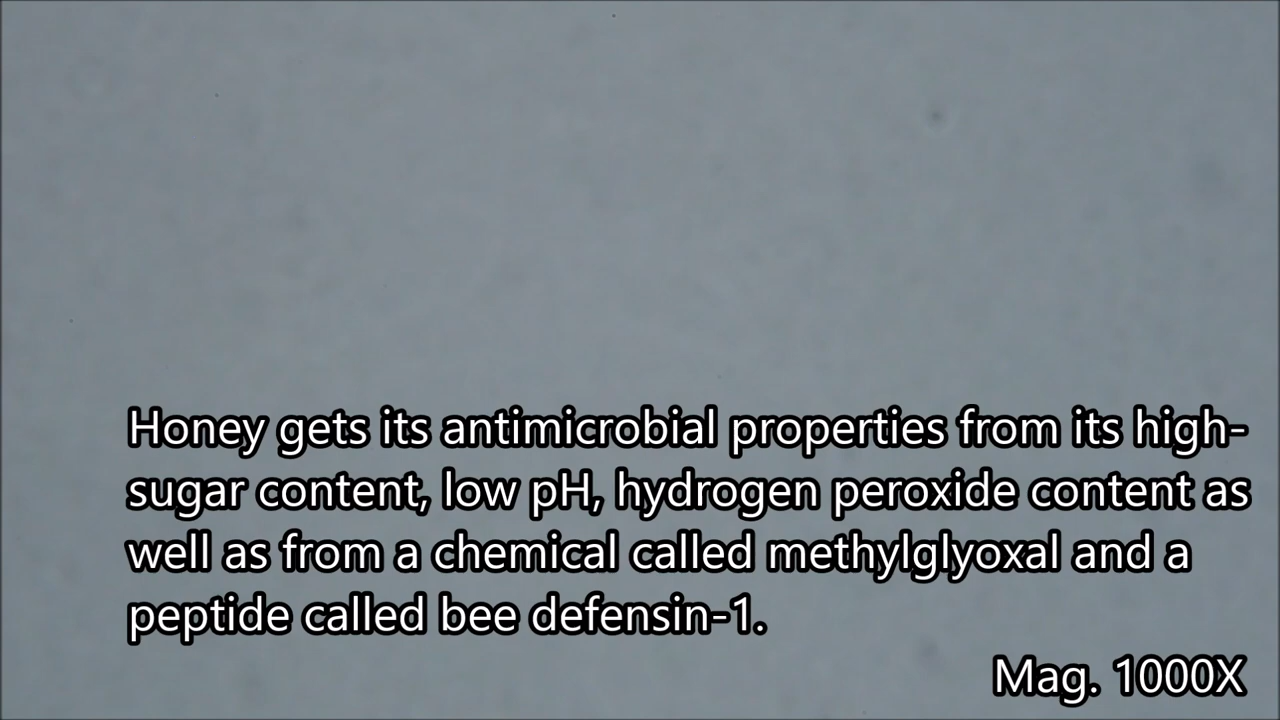 Honey gets its antimicrobial properties from its high-
sugar content, low pH, hydrogen peroxide content as
well as from a chemical called methylglyoxal and a
peptide called bee defensin-1.
Mag. 1000X